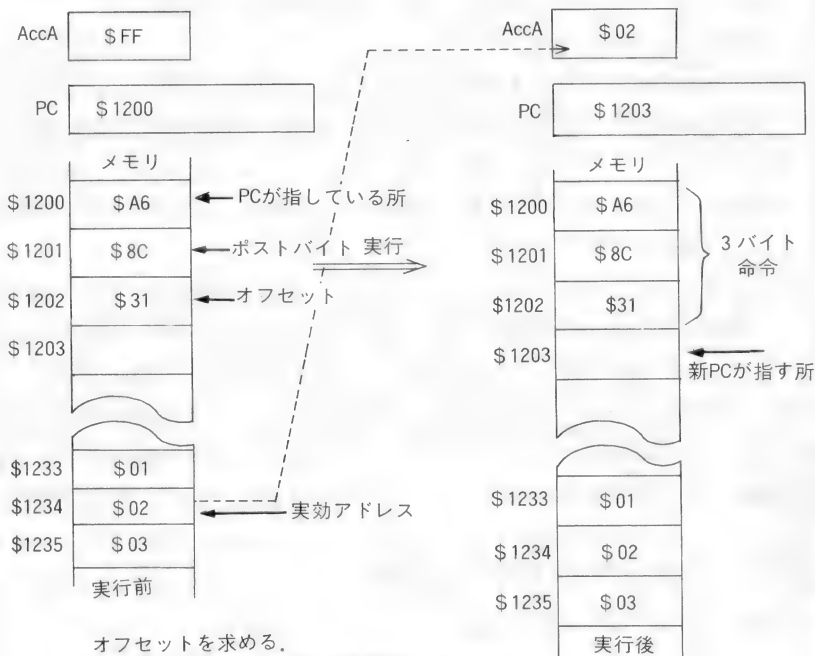 AccA $FF
PC $1200
メモリ
$1200 $A6 PCが指している所
$1201 $8C ポストバイト 実行
$1202 $31 オフセット
$1203
$1233 $01
$1234 $02 実効アドレス
$1235 $03
実行前
オフセットを求める.
AccA $02
PC $1203
メモリ
$1200 $A6
$1201 $8C
$1202 $31
3バイト
命令
$1203
新PCが指す所
$1233 $01
$1234 $02
$1235 $03
実行後